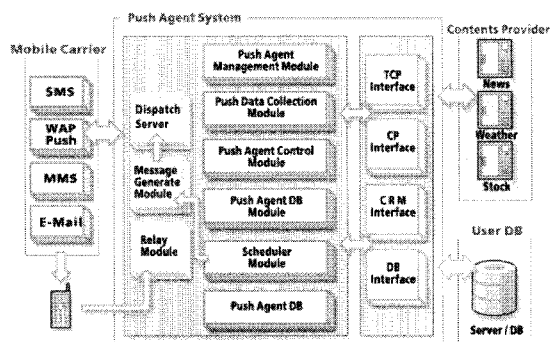 Push Agent System
Mobile Carrier
SMS
WAP
Push
MMS
E-Mail
Dispatch
Server
Message
Generate
Module
Relay
Module
Push Agent
Management Module
Push Data Collection
Module
Push Agent Control
Module
Push Agent DB
Module
Scheduler
Module
Push Agent DB
TCP
Interface
CP
Interface
C R M
Interface
DB
Interface
Contents Provider
News
Weather
Stock
User DB
Server / DB